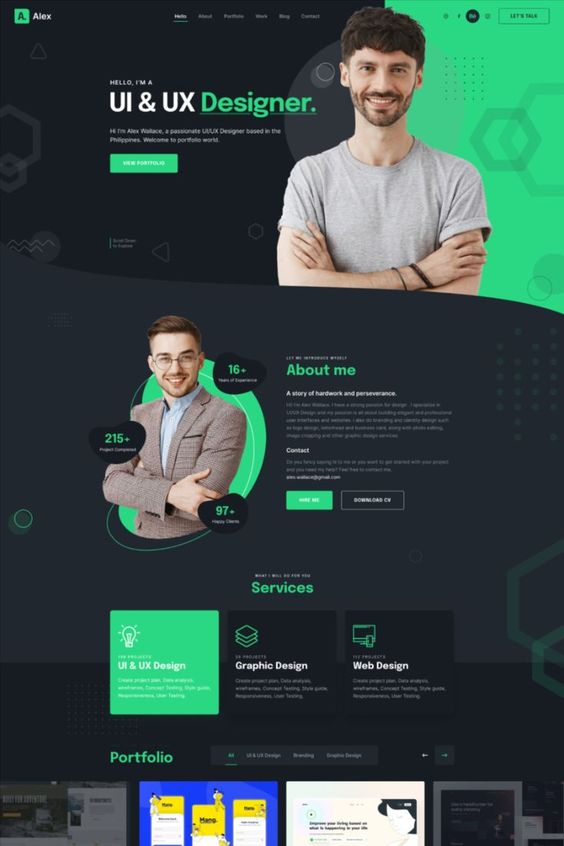 A. Alex
Hello About Portfolio Work Blog Contact
LET'S TALK
HELLO, I'M A
UI & UX Designer.
Hi I'm Alex Wallace, a passionate UI/UX Designer based in the
Philippines. Welcome to portfolio world.
VIEW PORTFOLIO
Scroll Down
to Explore
16+
Years of Experience
215+
Project Completed
97+
Happy Clients
LET ME INTRODUCE MYSELF
About me
A story of hardwork and perseverance.
Hi! I'm Alex Wallace. I have a strong passion for design . I specialize in
UI/UX Design and my passion is all about building elegant and professional
user interfaces and websites. I also do branding and identity design such
as logo design, letterhead and business card, along with photo editing,
image cropping and other graphic design services.
Contact
Do you fancy saying hi to me or you want to get started with your project
and you need my help? Feel free to contact me.
alex.wallace@gmail.com
HIRE ME
DOWNLOAD CV
WHAT I WILL DO FOR YOU
Services
PROJECTS
UI & UX Design
Create project plan, Data analysis,
wireframes, Concept Testing, Style guide,
Responsiveness, User Testing.
PROJECTS
Graphic Design
Create project plan, Data analysis,
wireframes, Concept Testing, Style guide,
Responsiveness, User Testing.
112 PROJECTS
Web Design
Create project plan, Data analysis,
wireframes, Concept Testing, Style guide,
Responsiveness, User Testing.
Portfolio
All UI & UX Design Branding Graphic Design
BUILT FOR ADVENTURE.
Mang.
Improve your living based on
what is happening in your life